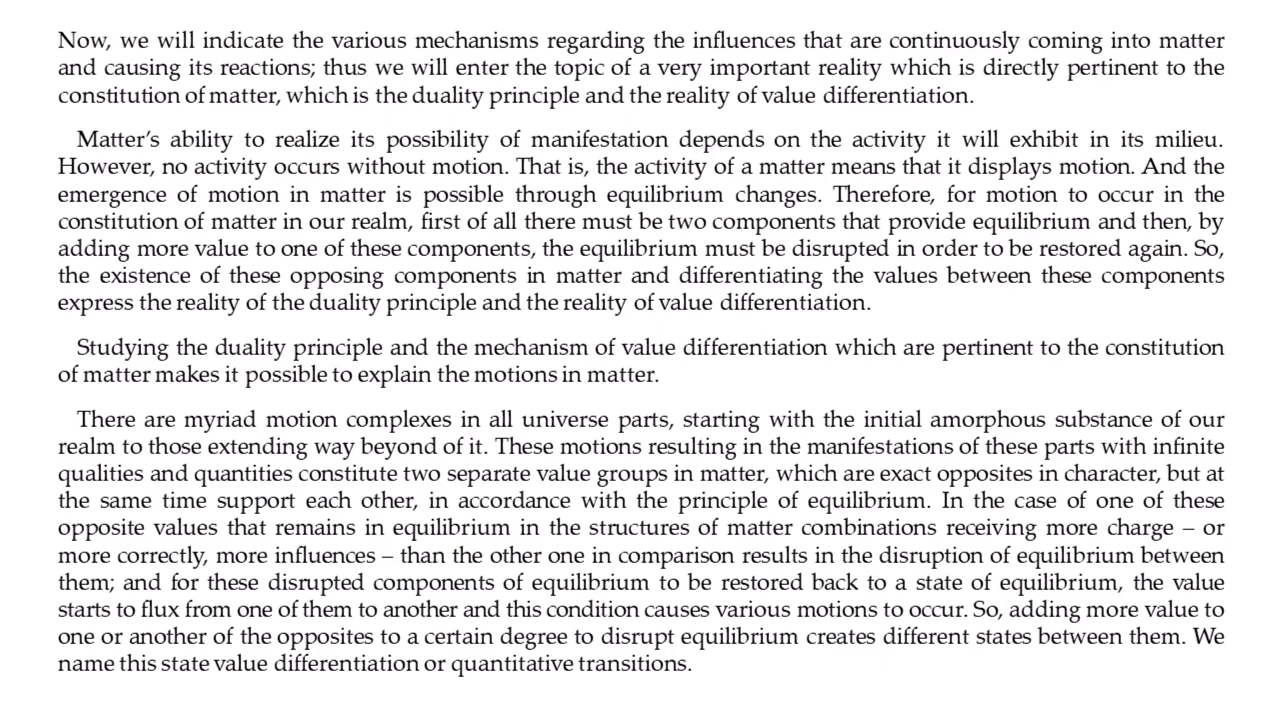 Now, we will indicate the various mechanisms regarding the influences that are continuously coming into matter
and causing its reactions; thus we will enter the topic of a very important reality which is directly pertinent to the
constitution of matter, which is the duality principle and the reality of value differentiation.
Matter's ability to realize its possibility of manifestation depends on the activity it will exhibit in its milieu.
However, no activity occurs without motion. That is, the activity of a matter means that it displays motion. And the
emergence of motion in matter is possible through equilibrium changes. Therefore, for motion to occur in the
constitution of matter in our realm, first of all there must be two components that provide equilibrium and then, by
adding more value to one of these components, the equilibrium must be disrupted in order to be restored again. So,
the existence of these opposing components in matter and differentiating the values between these components
express the reality of the duality principle and the reality of value differentiation.
Studying the duality principle and the mechanism of value differentiation which are pertinent to the constitution
of matter makes it possible to explain the motions in matter.
There are myriad motion complexes in all universe parts, starting with the initial amorphous substance of our
realm to those extending way beyond of it. These motions resulting in the manifestations of these parts with infinite
qualities and quantities constitute two separate value groups in matter, which are exact opposites in character, but at
the same time support each other, in accordance with the principle of equilibrium. In the case of one of these
opposite values that remains in equilibrium in the structures of matter combinations receiving more charge – or
more correctly, more influences – than the other one in comparison results in the disruption of equilibrium between
them; and for these disrupted components of equilibrium to be restored back to a state of equilibrium, the value
starts to flux from one of them to another and this condition causes various motions to occur. So, adding more value to
one or another of the opposites to a certain degree to disrupt equilibrium creates different states between them. We
name this state value differentiation or quantitative transitions.